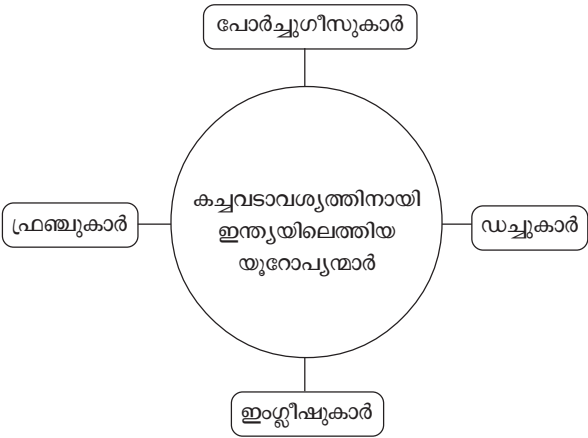 പോർച്ചുഗീസുകാർ
കച്ചവടാവശ്യത്തിനായി
ഇന്ത്യയിലെത്തിയ
യൂറോപ്യന്മാർ
ഫ്രഞ്ചുകാർ
ഡച്ചുകാർ
ഇംഗ്ലീഷുകാർ